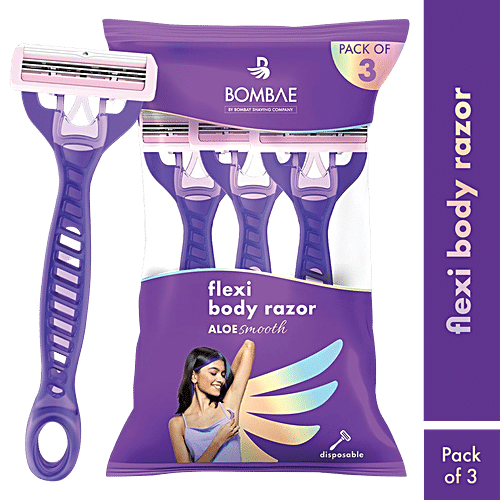 PACK OF
3
BOMBAE
BY BOMBAY SHAVING COMPANY
flexi
body razor
ALOE smooth
disposable
flexi body razor
Pack
of 3